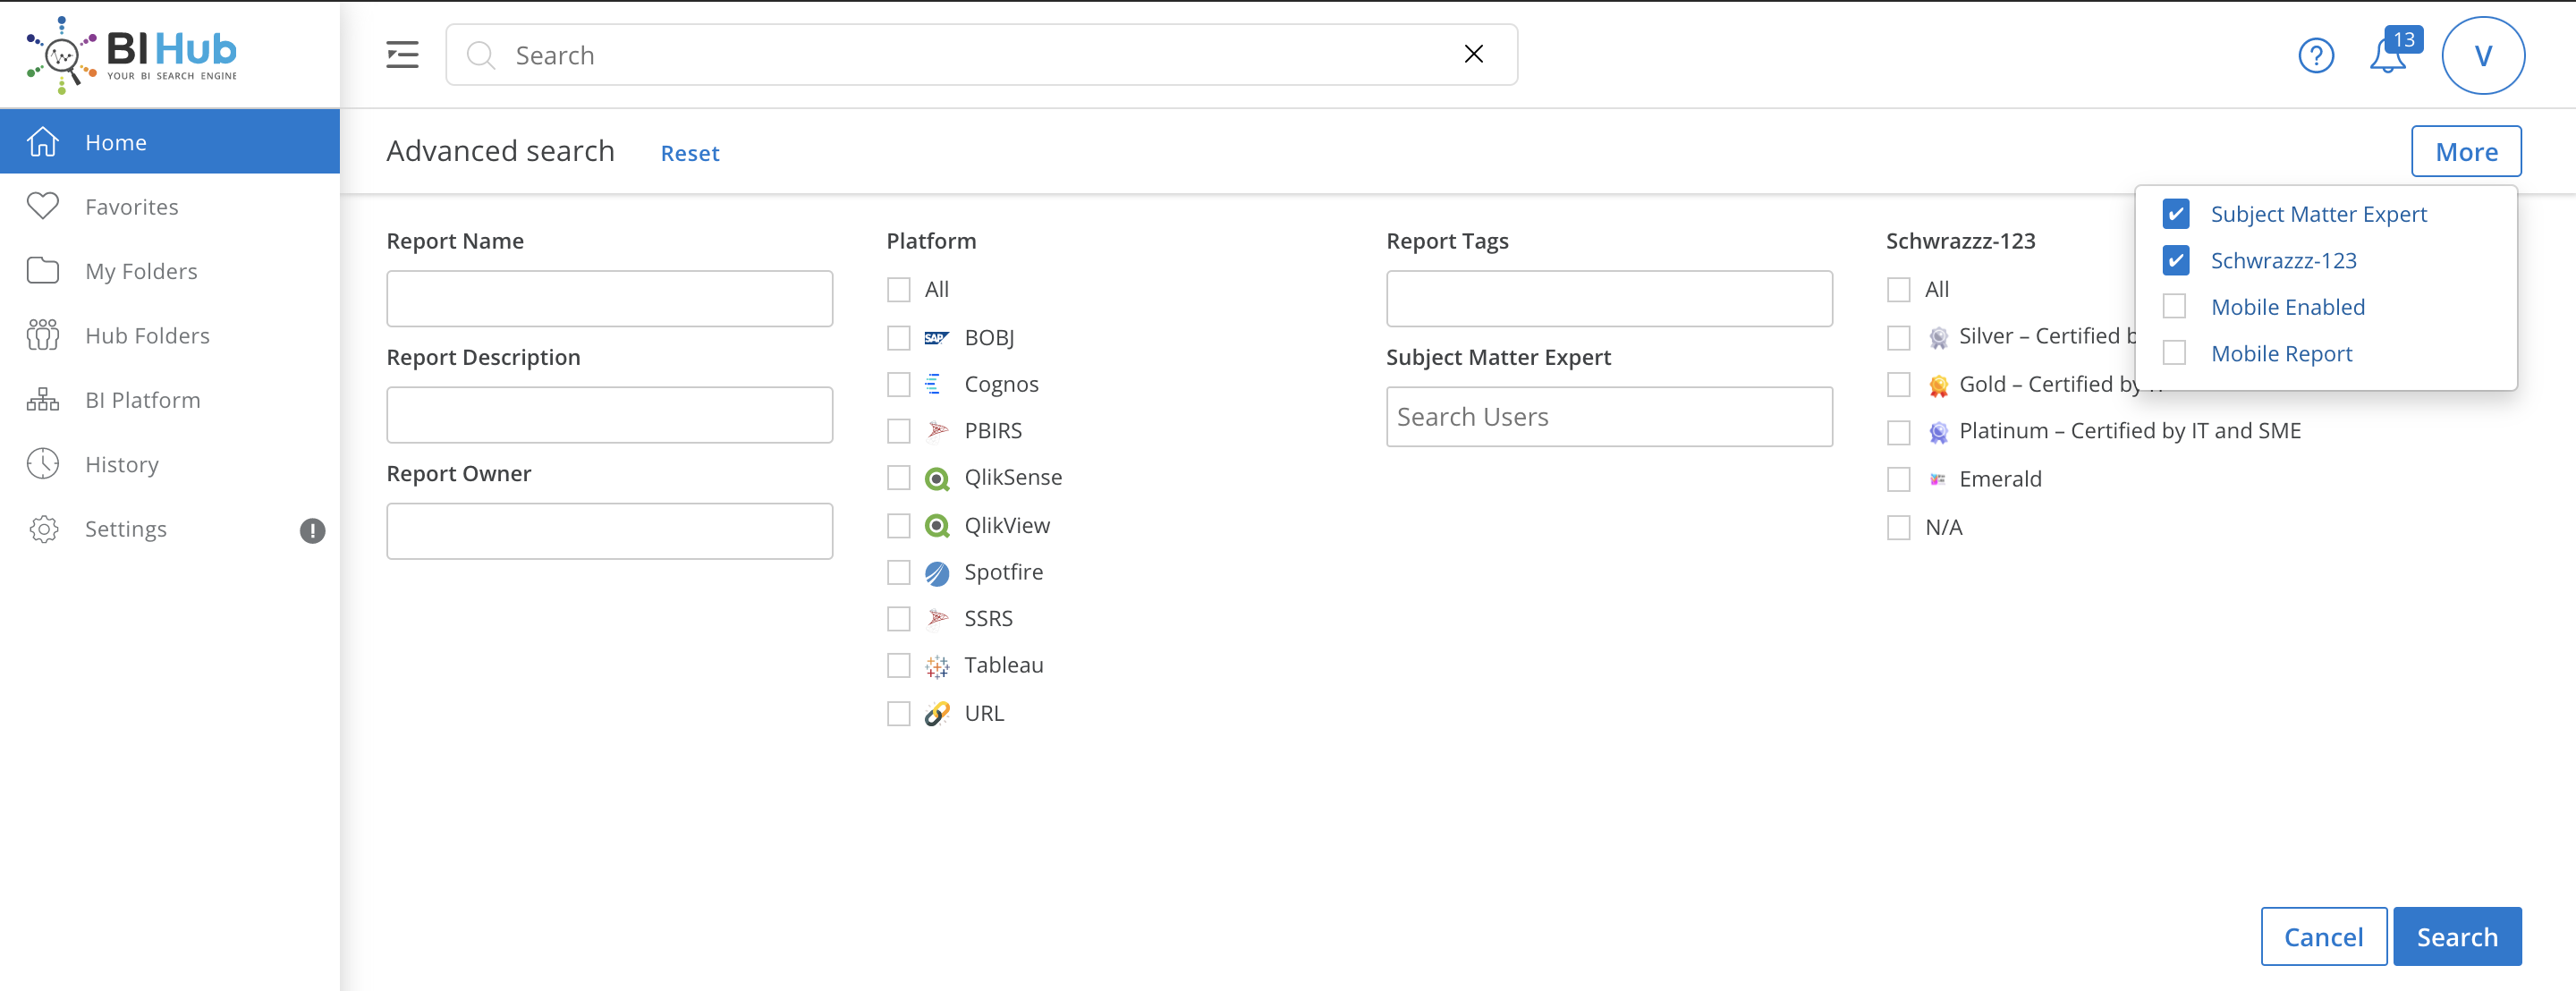 BI Hub
YOUR BI SEARCH ENGINE
Search
13
V
Home
Favorites
My Folders
Hub Folders
BI Platform
History
Settings
Advanced search
Reset
More
Subject Matter Expert
Schwrazzz-123
Mobile Enabled
Mobile Report
Report Name
Report Description
Report Owner
Platform
All
SAP BOBJ
Cognos
PBIRS
QlikSense
QlikView
Spotfire
SSRS
Tableau
URL
Report Tags
Subject Matter Expert
Search Users
Schwrazzz-123
All
Silver – Certified
Gold – Certified by
Platinum – Certified by IT and SME
Emerald
N/A
Cancel
Search